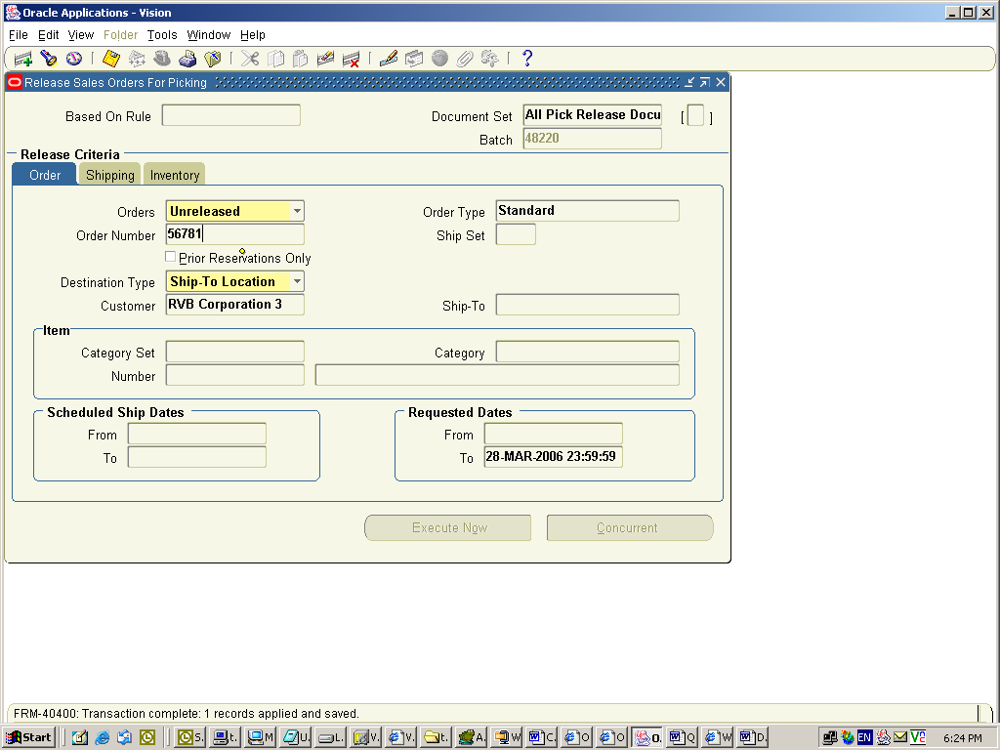 Oracle Applications - Vision
File Edit View Folder Tools Window Help
Release Sales Orders For Picking
Based On Rule
Document Set All Pick Release Docu [ ]
Batch 48220
Release Criteria
Order Shipping Inventory
Orders Unreleased Order Type Standard
Order Number 56781 Ship Set
Prior Reservations Only
Destination Type Ship-To Location
Customer RVB Corporation 3 Ship-To
Item
Category Set Category
Number
Scheduled Ship Dates Requested Dates
From From
To To 28-MAR-2006 23:59:59
Execute Now Concurrent
FRM-40400: Transaction complete: 1 records applied and saved.
Start S. t. M U. L. V. V. t. A. W C. O O O. Q W D. EN 6:24 PM